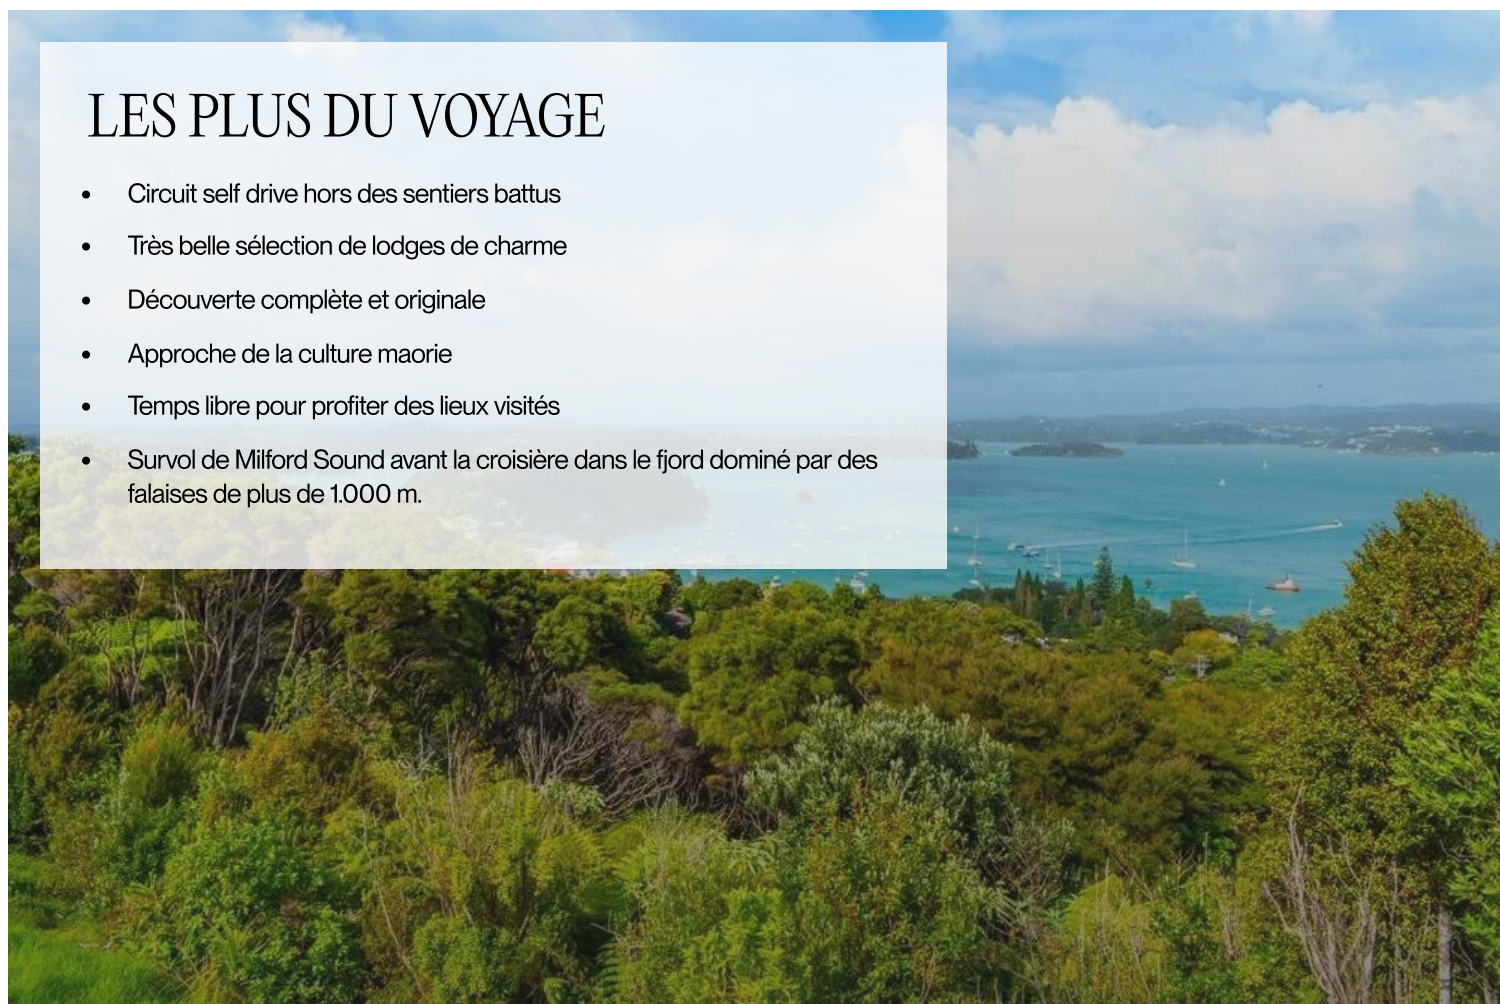 LES PLUS DU VOYAGE
• Circuit self drive hors des sentiers battus
• Très belle sélection de lodges de charme
• Découverte complète et originale
• Approche de la culture maorie
• Temps libre pour profiter des lieux visités
• Survol de Milford Sound avant la croisière dans le fjord dominé par des
falaises de plus de 1.000 m.